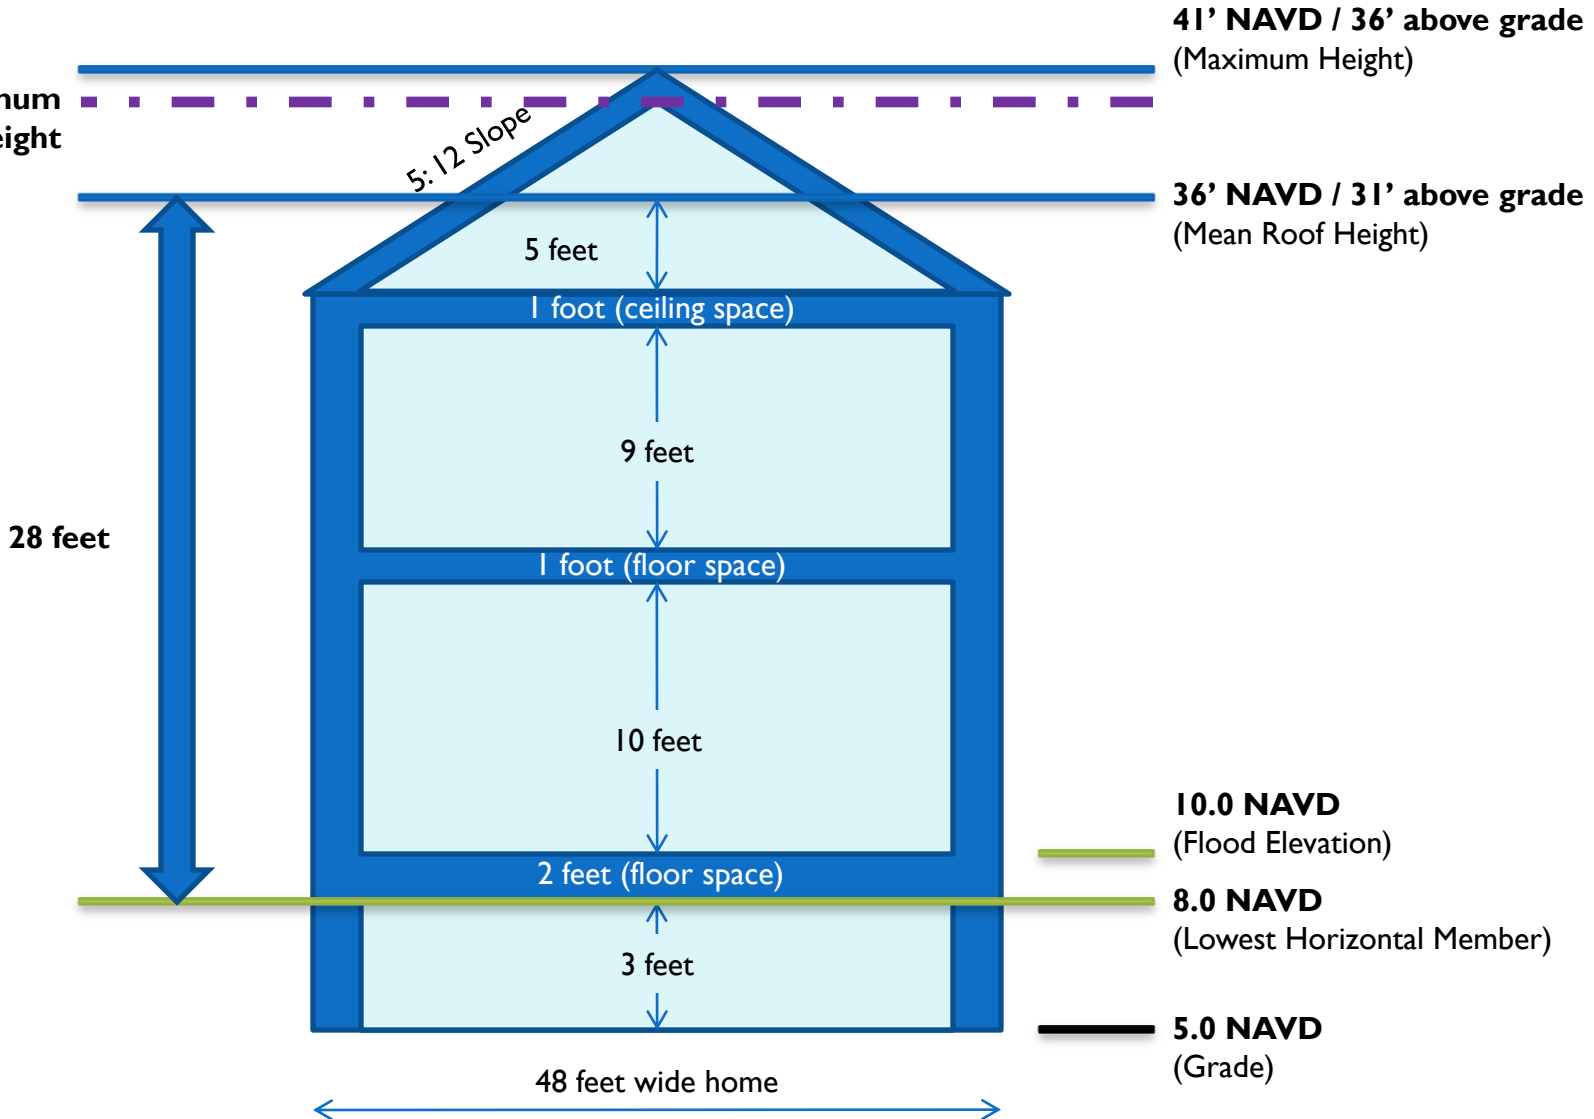 41’ NAVD / 36’ above grade
(Maximum Height)
5: 12 Slope
36’ NAVD / 31’ above grade
(Mean Roof Height)
5 feet
1 foot (ceiling space)
9 feet
28 feet
1 foot (floor space)
10 feet
10.0 NAVD
(Flood Elevation)
2 feet (floor space)
8.0 NAVD
(Lowest Horizontal Member)
3 feet
5.0 NAVD
(Grade)
48 feet wide home